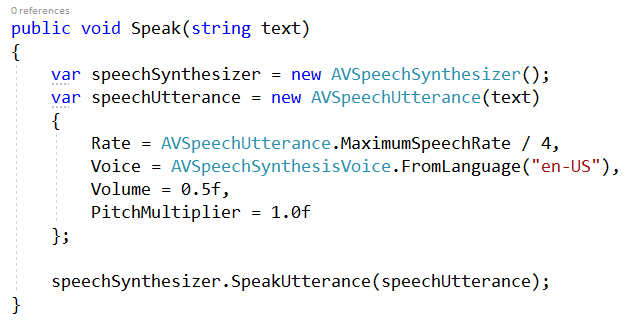 0 references
public void Speak(string text)
{
    var speechSynthesizer = new AVSpeechSynthesizer();
    var speechUtterance = new AVSpeechUtterance(text)
    {
        Rate = AVSpeechUtterance.MaximumSpeechRate / 4,
        Voice = AVSpeechSynthesisVoice.FromLanguage("en-US"),
        Volume = 0.5f,
        PitchMultiplier = 1.0f
    };

    speechSynthesizer.SpeakUtterance(speechUtterance);
}